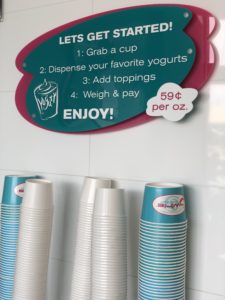 LETS GET STARTED!
1: Grab a cup
2: Dispense your favorite yogurts
3: Add toppings
4: Weigh & pay
ENJOY!
59¢
per oz.